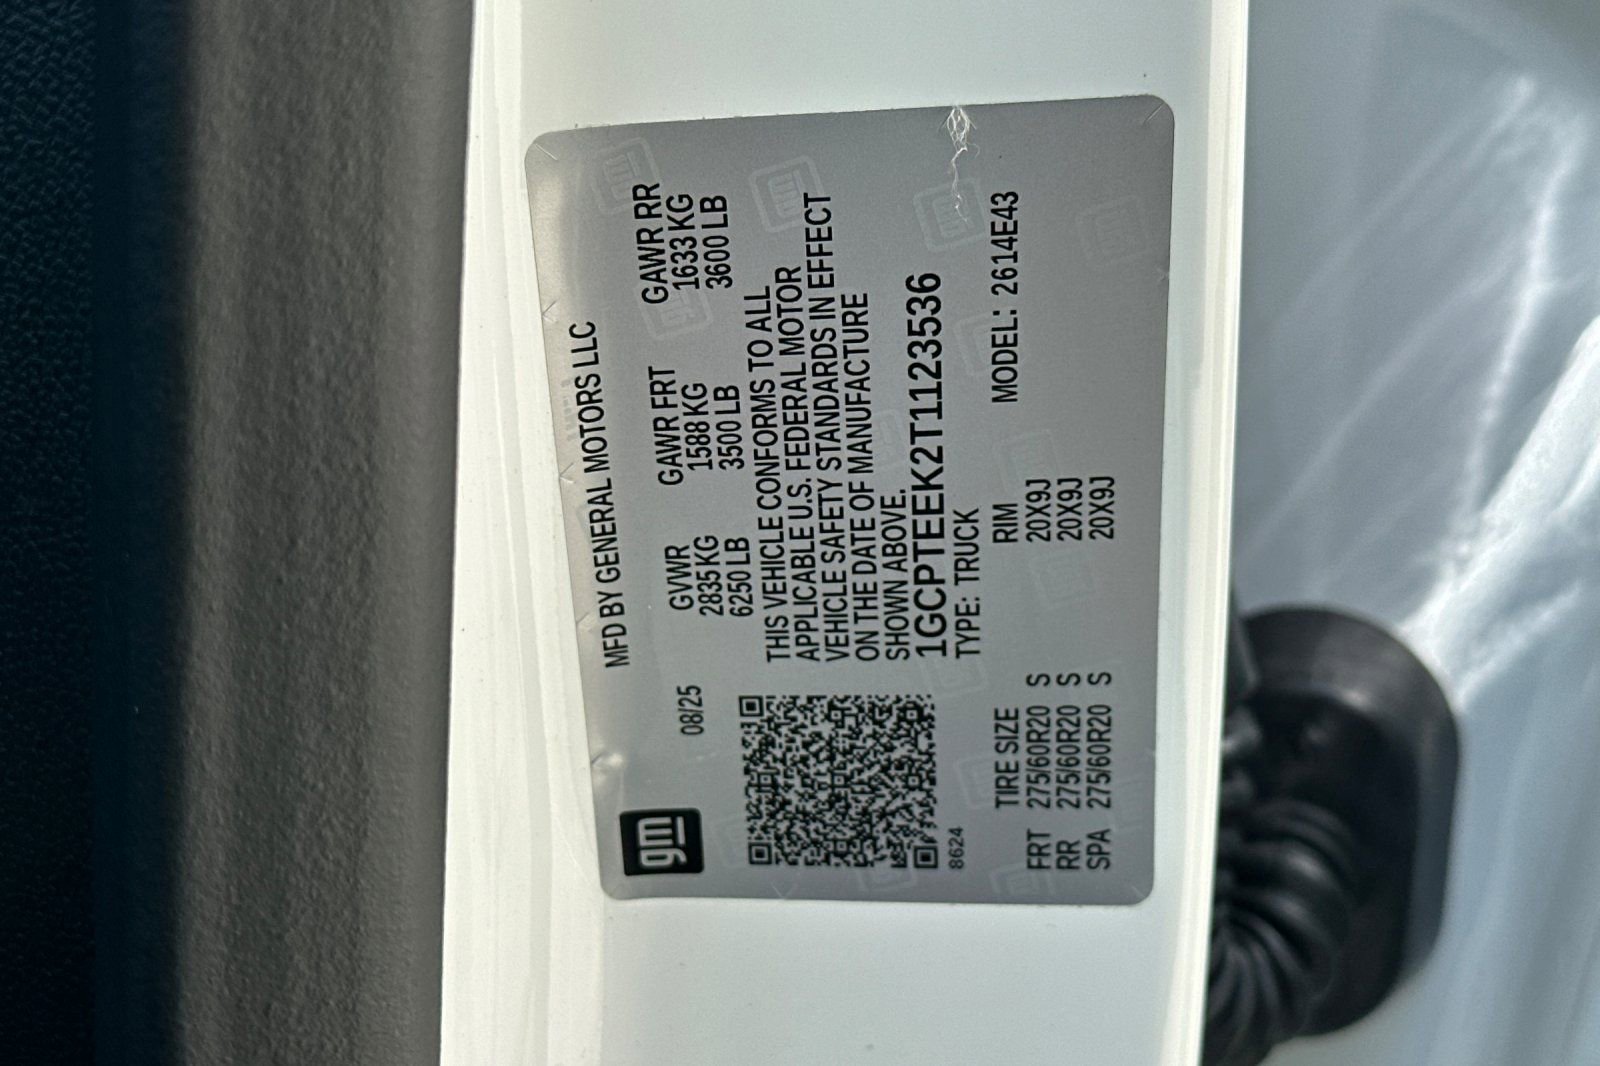 gm
MFD BY GENERAL MOTORS LLC
08/25
GVWR GAWR FRT GAWR RR
2835 KG 1588 KG 1633 KG
6250 LB 3500 LB 3600 LB
THIS VEHICLE CONFORMS TO ALL
APPLICABLE U.S. FEDERAL MOTOR
VEHICLE SAFETY STANDARDS IN EFFECT
ON THE DATE OF MANUFACTURE
SHOWN ABOVE.
1GCPTEEK2T1123536
8624
TYPE: TRUCK
MODEL: 2614E43
TIRE SIZE RIM
FRT 275/60R20 S 20X9J
RR 275/60R20 S 20X9J
SPA 275/60R20 S 20X9J